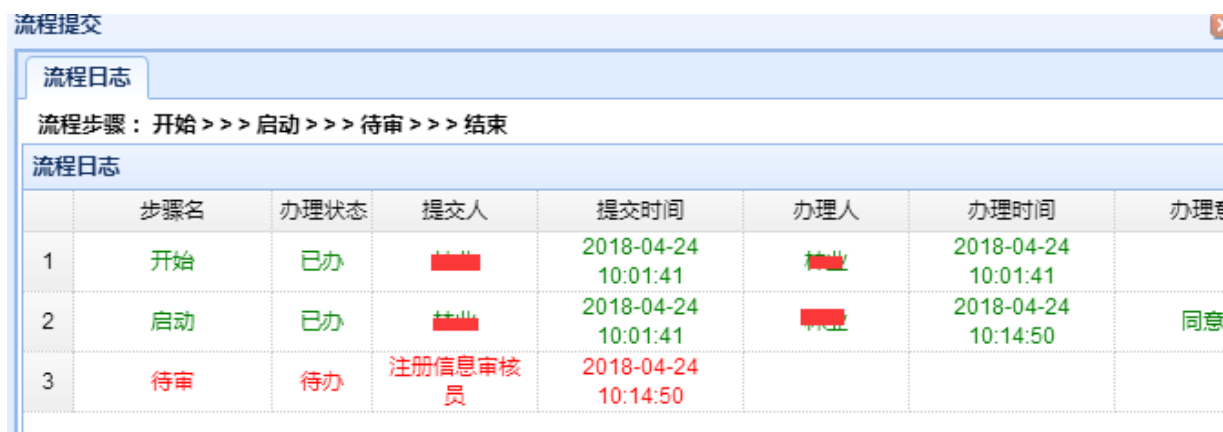 流程提交
流程日志
流程步骤：开始>>>启动>>>待审>>>结束
流程日志
步骤名 办理状态 提交人 提交时间 办理人 办理时间 办理
1 开始 已办 2018-04-24 10:01:41 2018-04-24 10:01:41
2 启动 已办 2018-04-24 10:01:41 2018-04-24 10:14:50 同意
3 待审 待办 注册信息审核员 2018-04-24 10:14:50